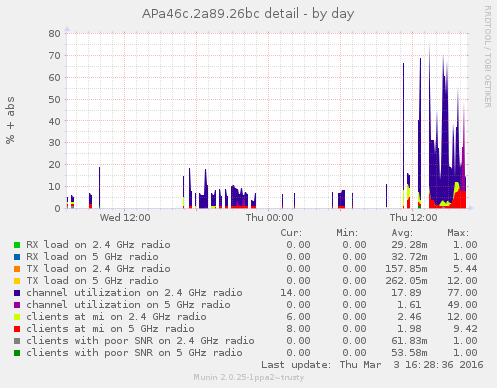 APa46c.2a89.26bc detail - by day
RRDTOOL / TOBI OETIKER
% + abs
80
70
60
50
40
30
20
10
0
Wed 12:00 Thu 00:00 Thu 12:00
Cur: Min: Avg: Max:
RX load on 2.4 GHz radio 0.00 0.00 29.28m 1.00
RX load on 5 GHz radio 0.00 0.00 32.72m 1.00
TX load on 2.4 GHz radio 0.00 0.00 157.85m 5.44
TX load on 5 GHz radio 0.00 0.00 262.05m 12.00
channel utilization on 2.4 GHz radio 14.00 0.00 17.89 77.00
channel utilization on 5 GHz radio 0.00 0.00 1.61 49.00
clients at mi on 2.4 GHz radio 6.00 0.00 2.46 12.00
clients at mi on 5 GHz radio 8.00 0.00 1.98 9.42
clients with poor SNR on 2.4 GHz radio 0.00 0.00 61.83m 1.00
clients with poor SNR on 5 GHz radio 0.00 0.00 53.58m 1.00
Last update: Thu Mar 3 16:28:36 2016
Munin 2.0.25-1ppa2~trusty